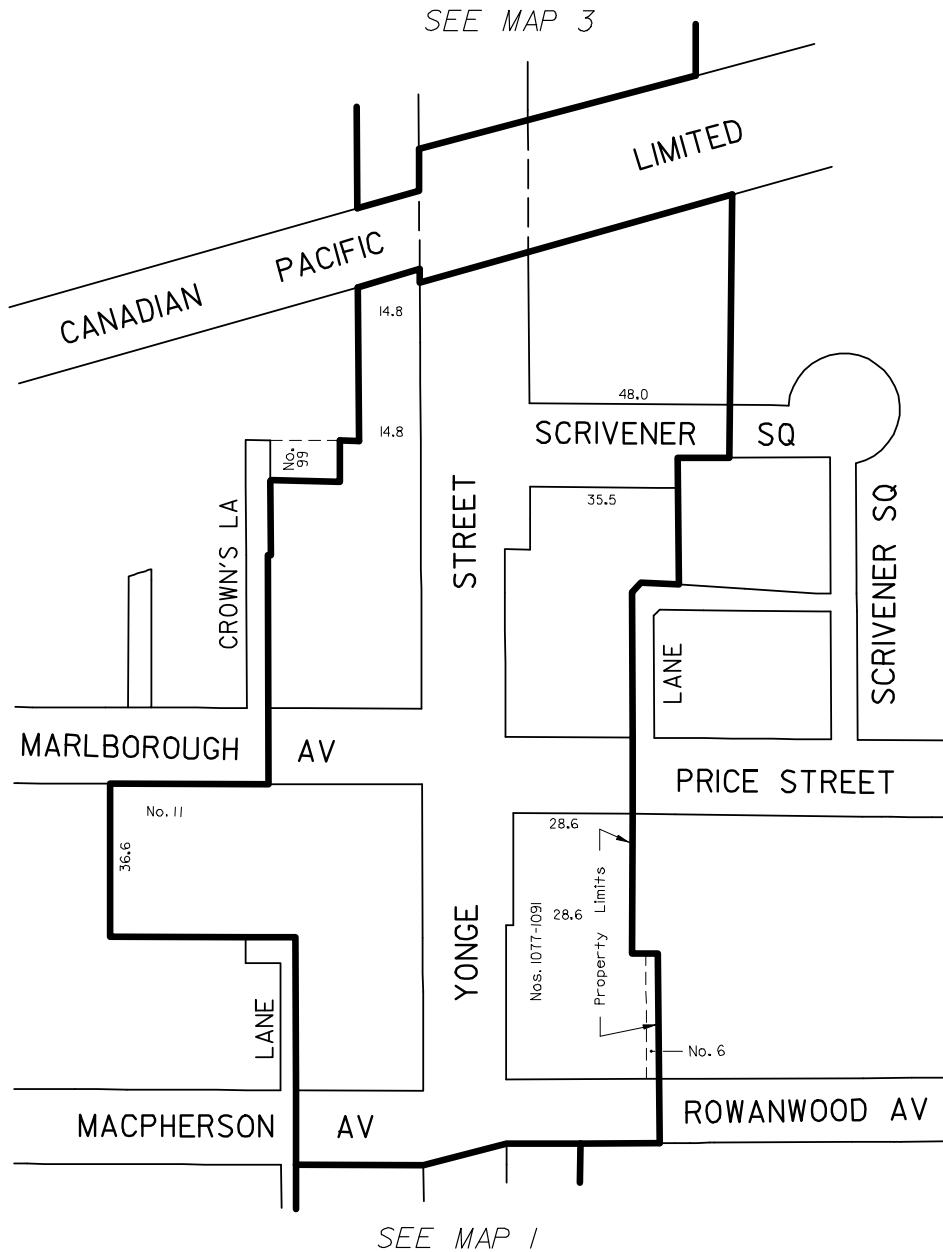 SEE MAP 3
LIMITED
PACIFIC
CANADIAN
14.8
48.0
14.8
SCRIVENER SQ
No. 99
35.5
STREET
CROWN'S LA
SCRIVENER SQ
LANE
MARLBOROUGH AV
PRICE STREET
No. 11
28.6
36.6
Property Limits
28.6
Nos. 1077-1091
YONGE
LANE
No. 6
MACPHERSON AV
ROWANWOOD AV
SEE MAP 1